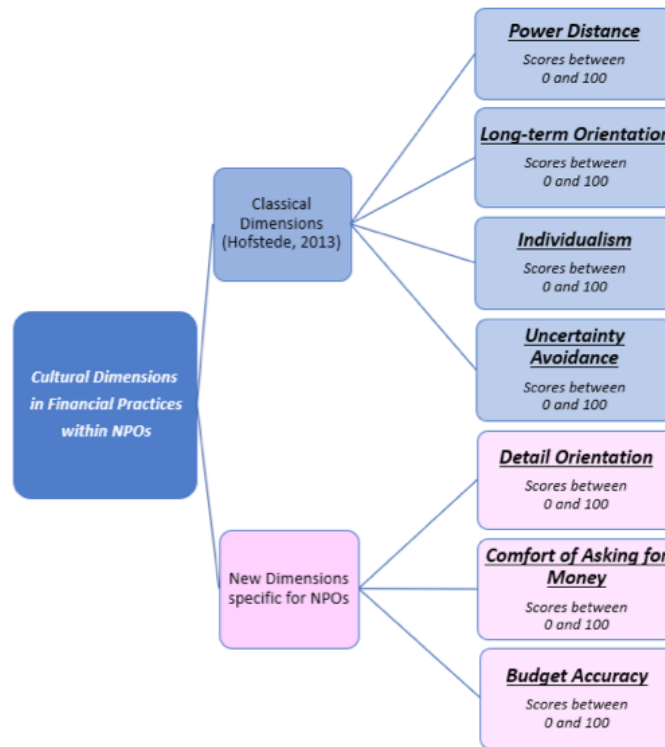 Power Distance
Scores between
0 and 100
Long-term Orientation
Scores between
0 and 100
Classical
Dimensions
(Hofstede, 2013)
Individualism
Scores between
0 and 100
Uncertainty
Avoidance
Scores between
0 and 100
Cultural Dimensions
in Financial Practices
within NPOs
Detail Orientation
Scores between
0 and 100
New Dimensions
specific for NPOs
Comfort of Asking for
Money
Scores between
0 and 100
Budget Accuracy
Scores between
0 and 100